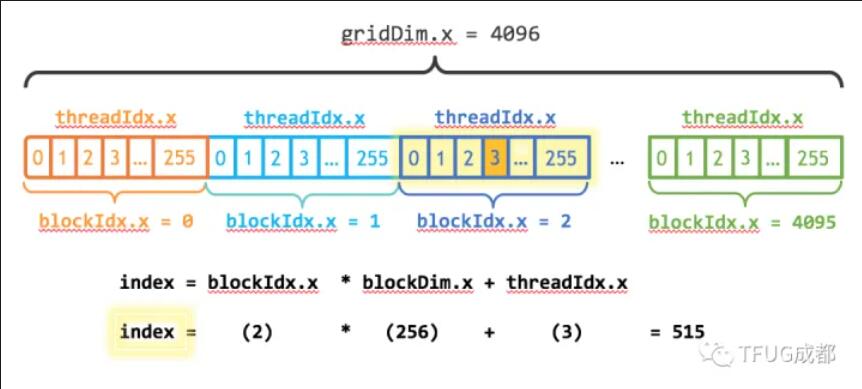 gridDim.x = 4096
threadIdx.x threadIdx.x threadIdx.x threadIdx.x
0 1 2 3 ... 255 0 1 2 3 ... 255 0 1 2 3 ... 255 ... 0 1 2 3 ... 255
blockIdx.x = 0 blockIdx.x = 1 blockIdx.x = 2 blockIdx.x = 4095
index = blockIdx.x * blockDim.x + threadIdx.x
index = (2) * (256) + (3) = 515
TFUG成都